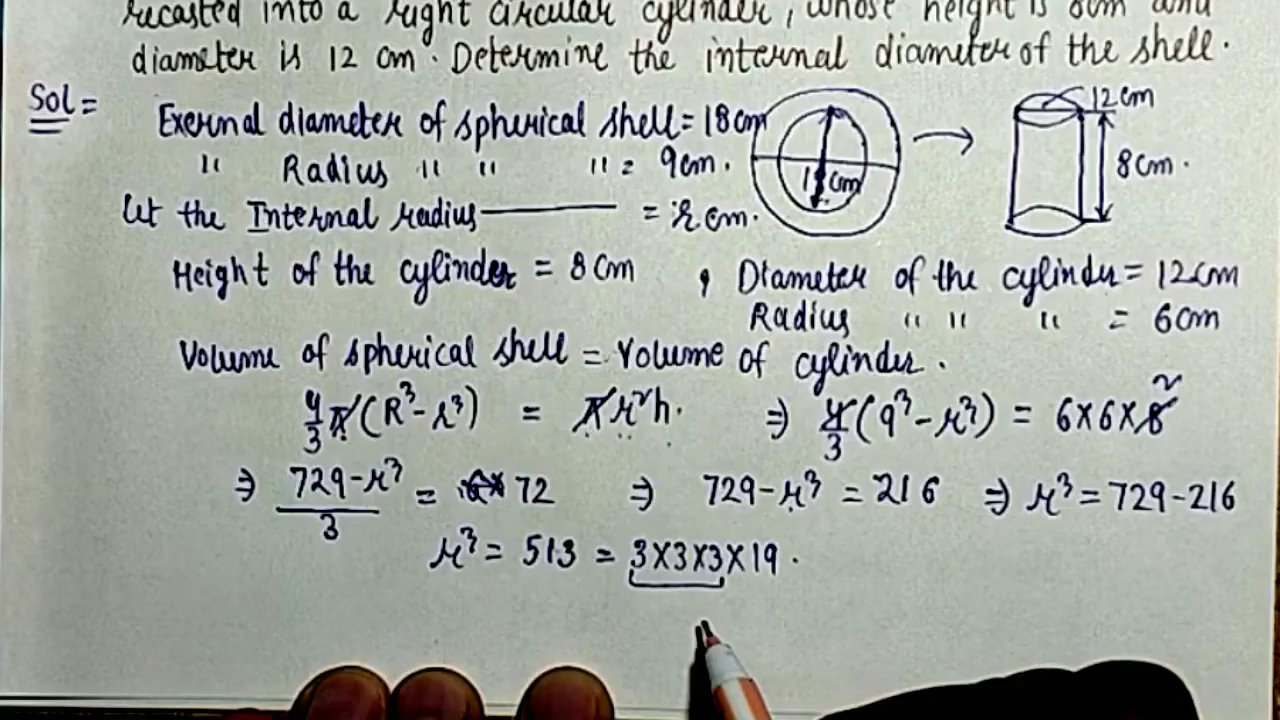 recasted into a right circular cylinder, whose height is 8cm and
diameter is 12 cm. Determine the internal diameter of the shell.
Sol =
Exernal diameter of spherical shell = 18cm
" Radius " " " = 9cm.
let the Internal radius——— = r cm.
12cm
8cm.
cm
Height of the cylinder = 8cm , Diameter of the cylinder = 12cm
Radius " " " = 6cm
Volume of spherical shell = Volume of cylinder.
4/3 π (R³ - r³) = πr²h. ⇒ 4/3 (9³ - r³) = 6×6×8 2
⇒ 729 - r³ / 3 = 72 ⇒ 729 - r³ = 216 ⇒ r³ = 729 - 216
r³ = 513 = 3×3×3×19.